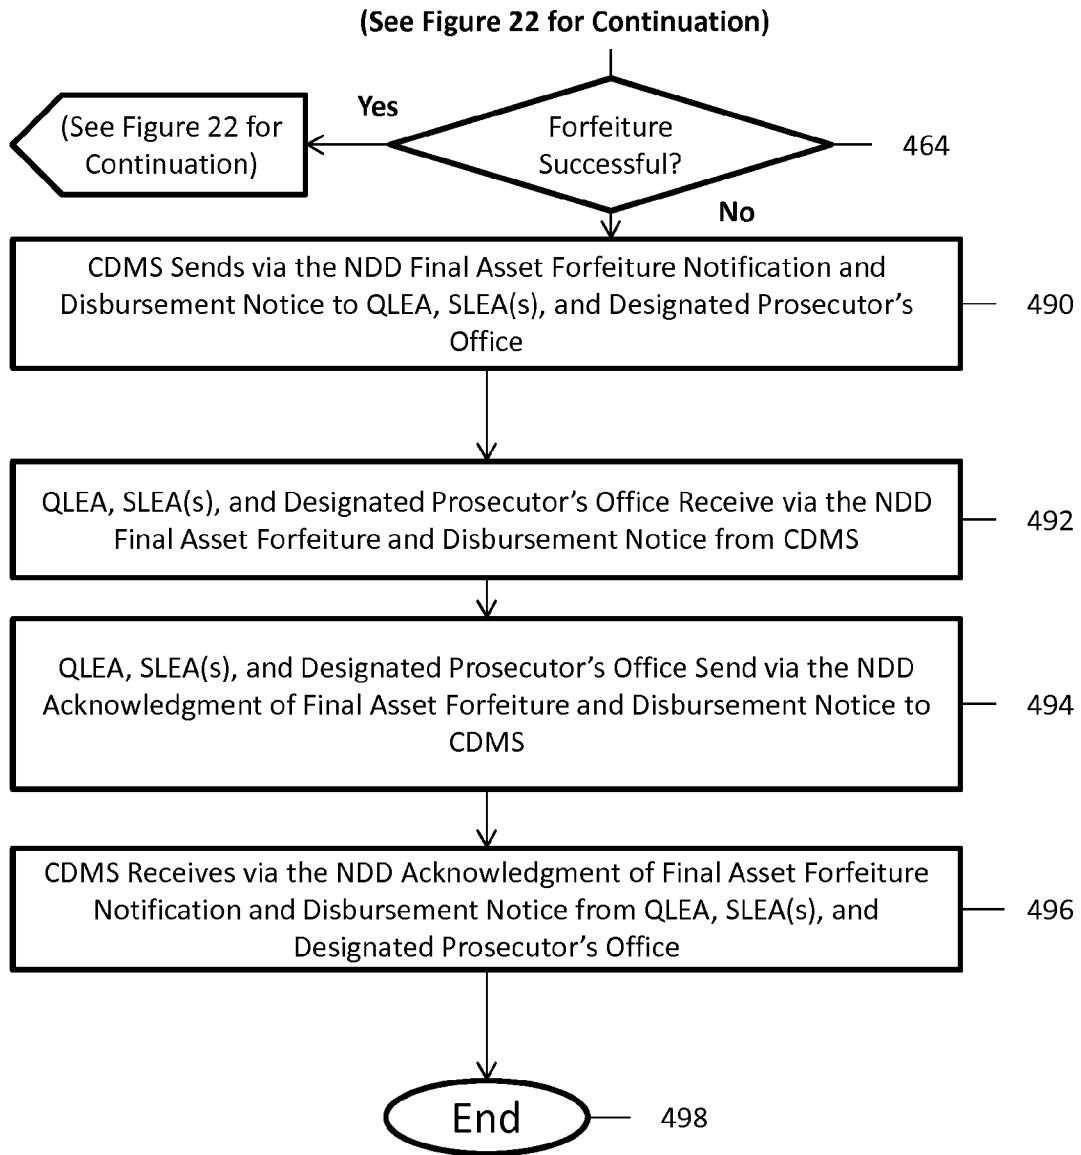 (See Figure 22 for Continuation)
Yes
(See Figure 22 for
Continuation)
Forfeiture
Successful?
464
No
CDMS Sends via the NDD Final Asset Forfeiture Notification and
Disbursement Notice to QLEA, SLEA(s), and Designated Prosecutor’s
Office
490
QLEA, SLEA(s), and Designated Prosecutor’s Office Receive via the NDD
Final Asset Forfeiture and Disbursement Notice from CDMS
492
QLEA, SLEA(s), and Designated Prosecutor’s Office Send via the NDD
Acknowledgment of Final Asset Forfeiture and Disbursement Notice to
CDMS
494
CDMS Receives via the NDD Acknowledgment of Final Asset Forfeiture
Notification and Disbursement Notice from QLEA, SLEA(s), and
Designated Prosecutor’s Office
496
End
498